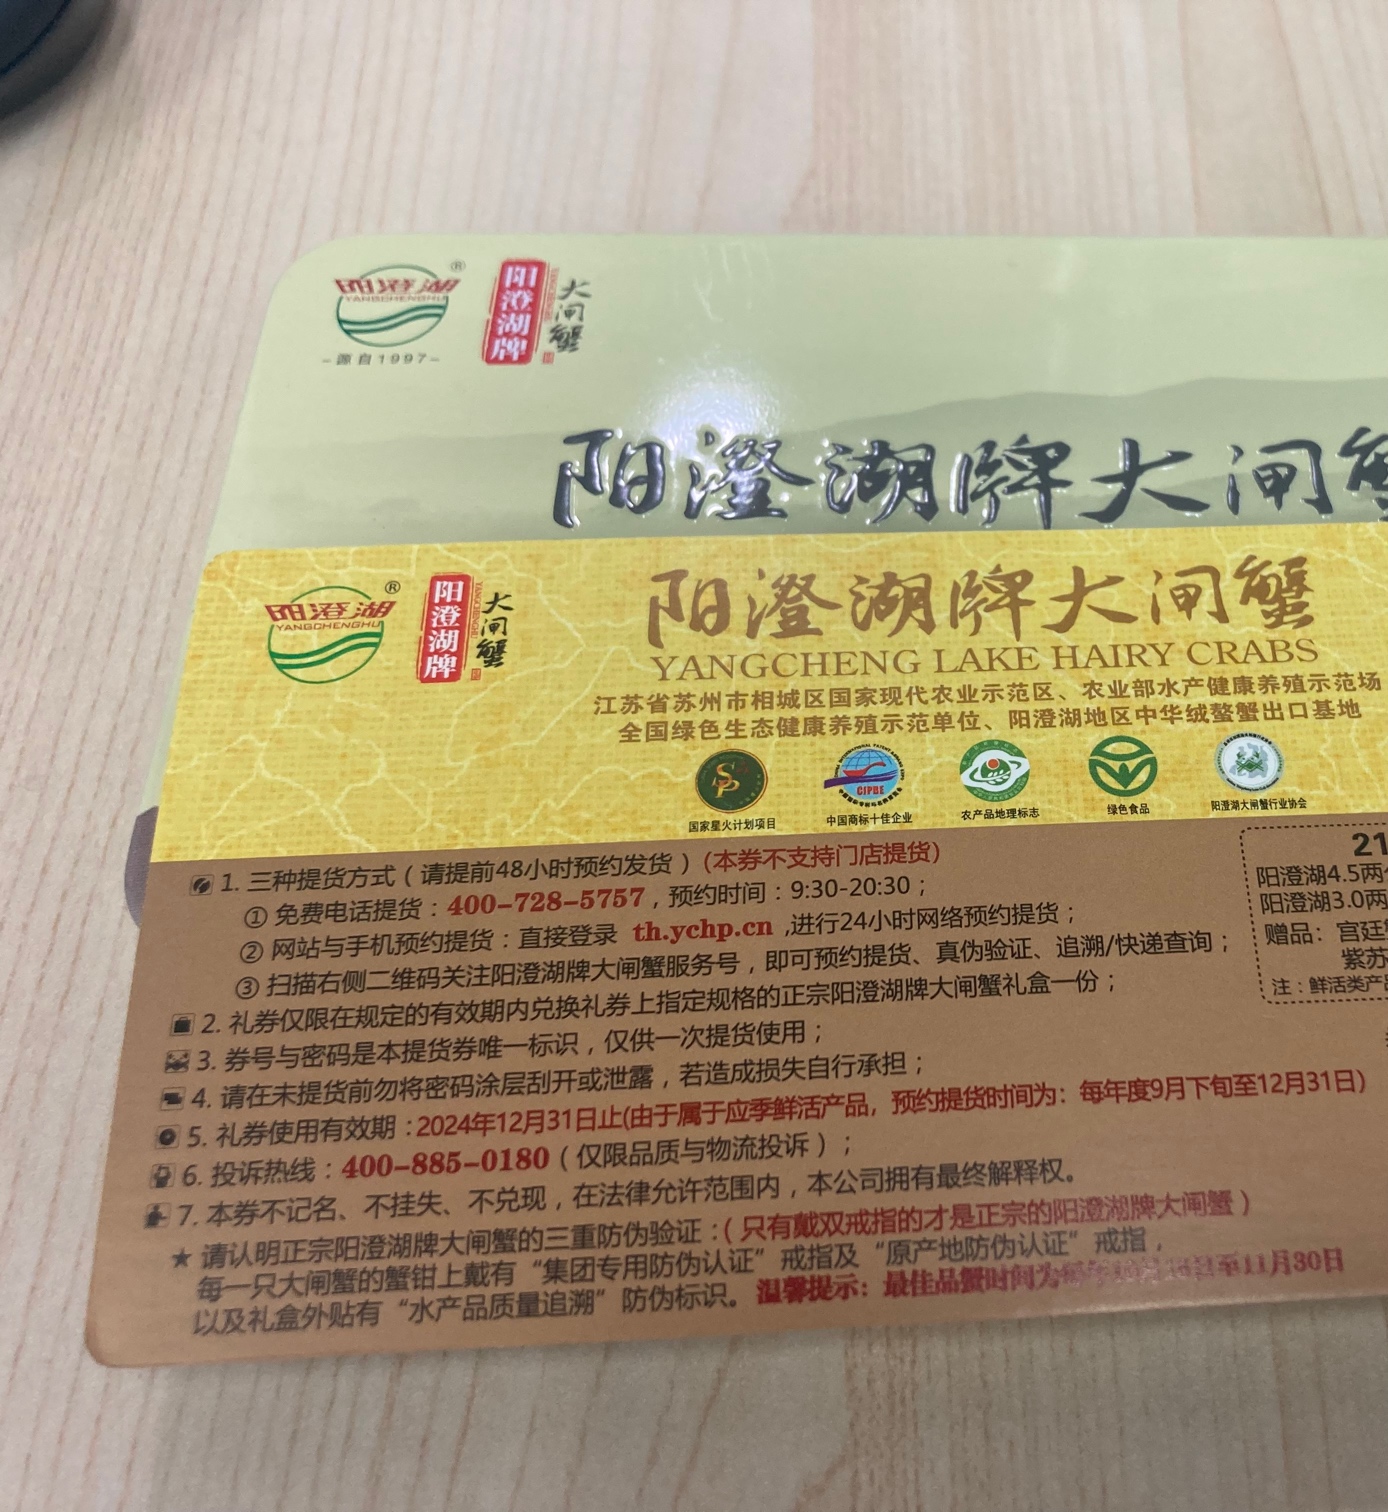 阳澄湖®
YANGCHENGHU
-源自1997-
阳澄湖牌
大闸蟹
阳澄湖牌大闸蟹
阳澄湖®
YANGCHENGHU
阳澄湖牌
大闸蟹
阳澄湖牌大闸蟹
YANGCHENG LAKE HAIRY CRABS
江苏省苏州市相城区国家现代农业示范区、农业部水产健康养殖示范场
全国绿色生态健康养殖示范单位、阳澄湖地区中华绒螯蟹出口基地
CIPBE
国家星火计划项目 中国商标十佳企业 农产品地理标志 绿色食品 阳澄湖大闸蟹行业协会
1. 三种提货方式(请提前48小时预约发货)(本券不支持门店提货)
① 免费电话提货:400-728-5757,预约时间:9:30-20:30;
② 网站与手机预约提货:直接登录 th.ychp.cn ,进行24小时网络预约提货;
③ 扫描右侧二维码关注阳澄湖牌大闸蟹服务号,即可预约提货、真伪验证、追溯/快递查询;
2. 礼券仅限在规定的有效期内兑换礼券上指定规格的正宗阳澄湖牌大闸蟹礼盒一份;
3. 券号与密码是本提货券唯一标识,仅供一次提货使用;
4. 请在未提货前勿将密码涂层刮开或泄露,若造成损失自行承担;
5. 礼券使用有效期:2024年12月31日止(由于属于应季鲜活产品,预约提货时间为:每年度9月下旬至12月31日)
6. 投诉热线:400-885-0180(仅限品质与物流投诉);
7. 本券不记名、不挂失、不兑现,在法律允许范围内,本公司拥有最终解释权。
★ 请认明正宗阳澄湖牌大闸蟹的三重防伪验证:(只有戴双戒指的才是正宗的阳澄湖牌大闸蟹)
每一只大闸蟹的蟹钳上戴有“集团专用防伪认证”戒指及“原产地防伪认证”戒指,
以及礼盒外贴有“水产品质量追溯”防伪标识。温馨提示:最佳品蟹时间为 至11月30日
21
阳澄湖4.5两
阳澄湖3.0两
赠品:宫廷
紫苏
注:鲜活类产